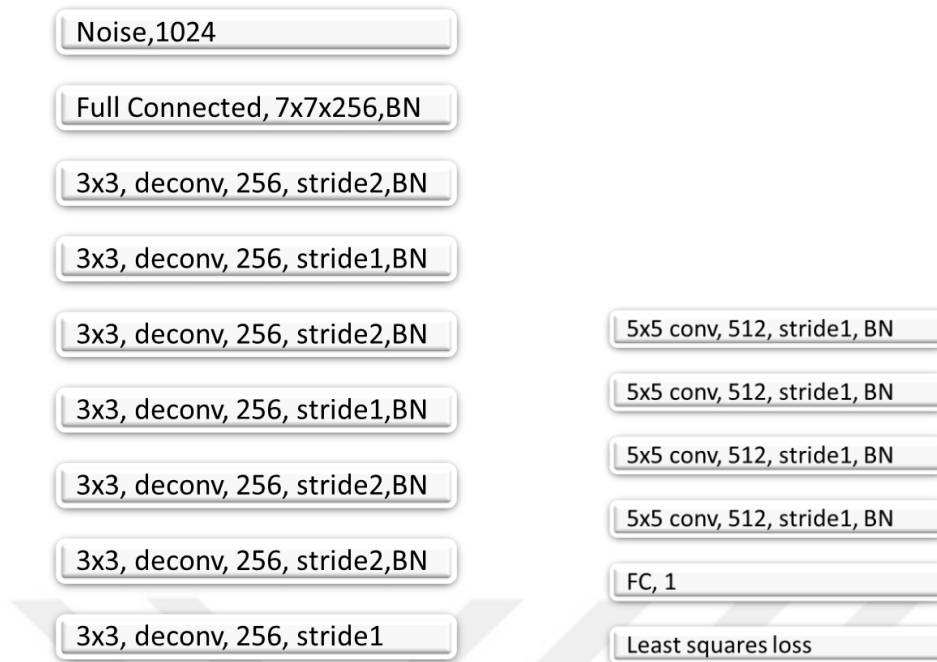 Noise,1024
Full Connected, 7x7x256,BN
3x3, deconv, 256, stride2,BN
3x3, deconv, 256, stride1,BN
3x3, deconv, 256, stride2,BN
3x3, deconv, 256, stride1,BN
3x3, deconv, 256, stride2,BN
3x3, deconv, 256, stride2,BN
3x3, deconv, 256, stride1
5x5 conv, 512, stride1, BN
5x5 conv, 512, stride1, BN
5x5 conv, 512, stride1, BN
5x5 conv, 512, stride1, BN
FC, 1
Least squares loss